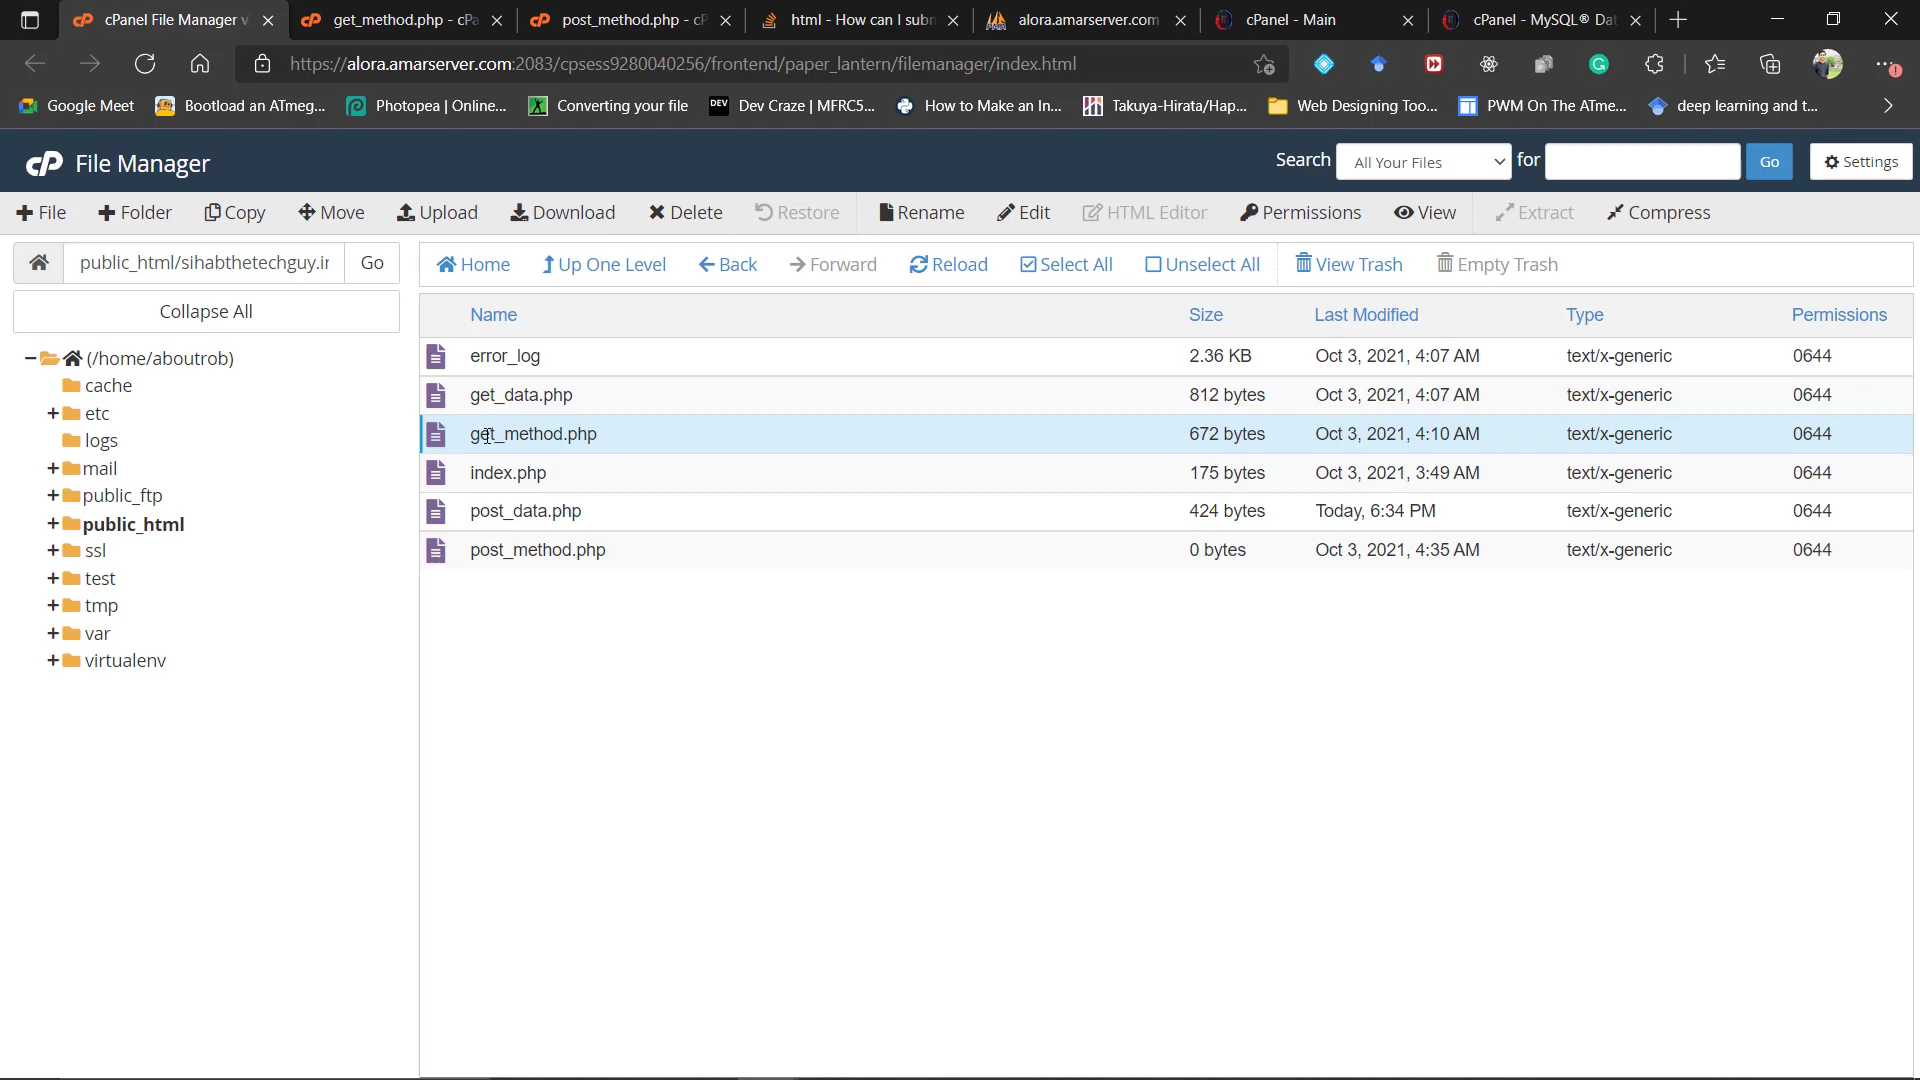 cPanel File Manager v
get_method.php - cPa
post_method.php - cP
html - How can I subm
alora.amarserver.com
cPanel - Main
cPanel - MySQL® Dat
https://alora.amarserver.com:2083/cpsess9280040256/frontend/paper_lantern/filemanager/index.html
Google Meet
Bootload an ATmeg...
Photopea | Online...
Converting your file
DEV
Dev Craze | MFRC5...
How to Make an In...
Takuya-Hirata/Hap...
Web Designing Too...
PWM On The ATme...
deep learning and t...
cP File Manager
Search All Your Files for Go Settings
File Folder Copy Move Upload Download Delete Restore Rename Edit HTML Editor Permissions View Extract Compress
public_html/sihabthetechguy.ir Go
Home Up One Level Back Forward Reload Select All Unselect All View Trash Empty Trash
Collapse All
(/home/aboutrob)
cache
etc
logs
mail
public_ftp
public_html
ssl
test
tmp
var
virtualenv
Name Size Last Modified Type Permissions
error_log 2.36 KB Oct 3, 2021, 4:07 AM text/x-generic 0644
get_data.php 812 bytes Oct 3, 2021, 4:07 AM text/x-generic 0644
get_method.php 672 bytes Oct 3, 2021, 4:10 AM text/x-generic 0644
index.php 175 bytes Oct 3, 2021, 3:49 AM text/x-generic 0644
post_data.php 424 bytes Today, 6:34 PM text/x-generic 0644
post_method.php 0 bytes Oct 3, 2021, 4:35 AM text/x-generic 0644